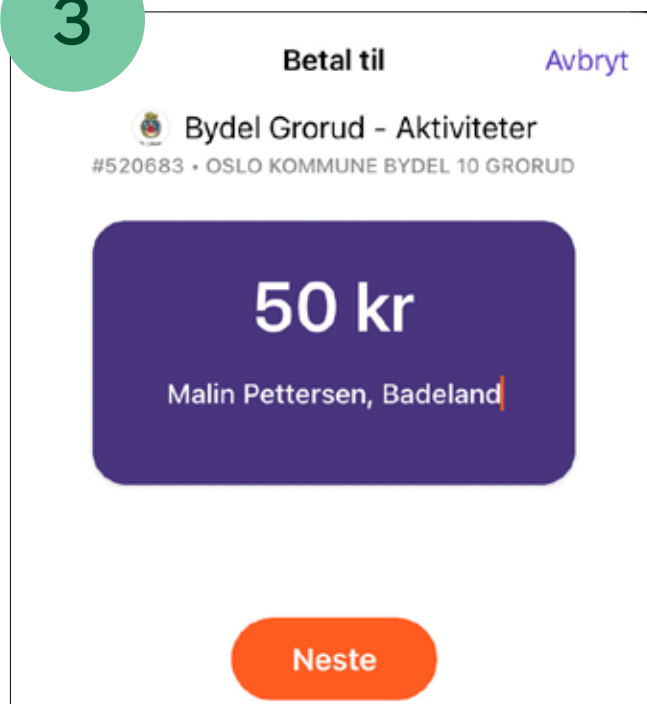 3
Betal til
Avbryt
Bydel Grorud - Aktiviteter
#520683 • OSLO KOMMUNE BYDEL 10 GRORUD
50 kr
Malin Pettersen, Badeland
Neste